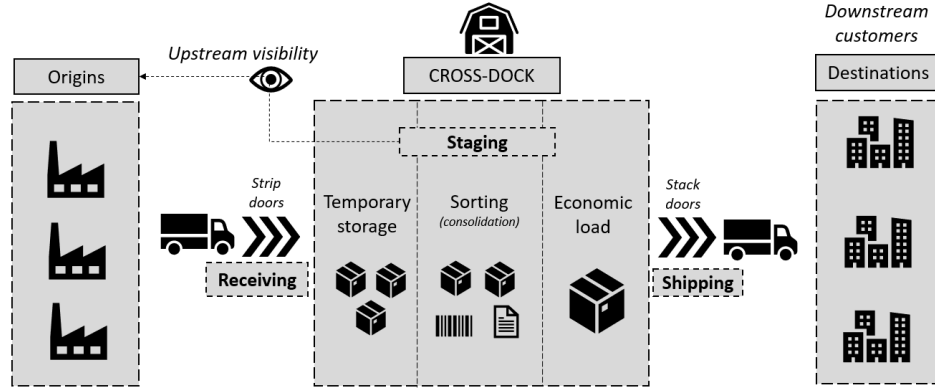 Downstream
customers
Upstream visibility
Origins
CROSS-DOCK
Destinations
Staging
Strip
doors
Temporary
storage
Sorting
(consolidation)
Economic
load
Stack
doors
Receiving
Shipping